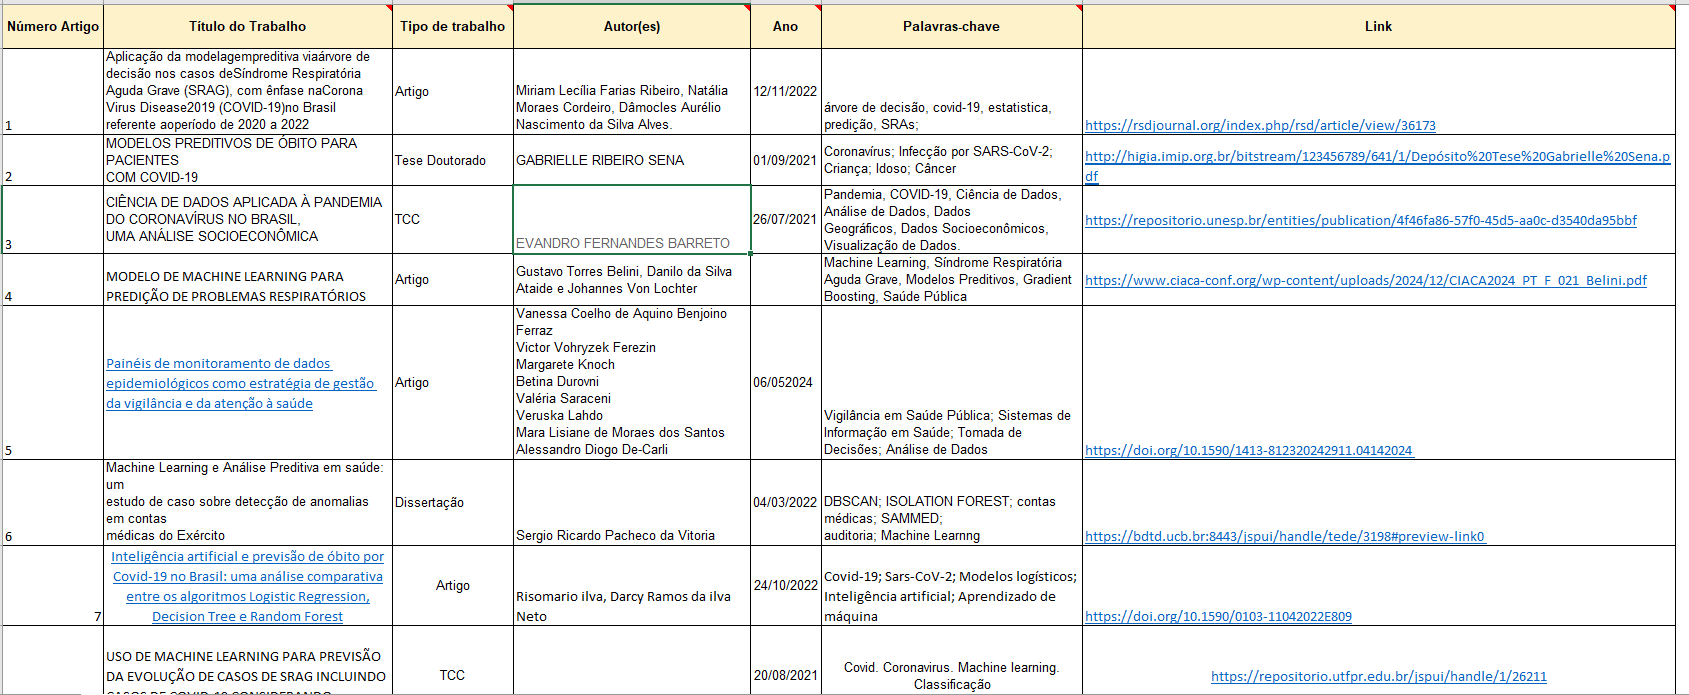 Número Artigo
Título do Trabalho
Tipo de trabalho
Autor(es)
Ano
Palavras-chave
Link
1
Aplicação da modelagempreditiva viaárvore de
decisão nos casos deSíndrome Respiratória
Aguda Grave (SRAG), com ênfase naCorona
Virus Disease2019 (COVID-19)no Brasil
referente aoperíodo de 2020 a 2022
Artigo
Miriam Lecília Farias Ribeiro, Natália
Moraes Cordeiro, Dâmocles Aurélio
Nascimento da Silva Alves.
12/11/2022
árvore de decisão, covid-19, estatistica,
predição, SRAs;
https://rsdjournal.org/index.php/rsd/article/view/36173
2
MODELOS PREDITIVOS DE ÓBITO PARA
PACIENTES
COM COVID-19
Tese Doutorado
GABRIELLE RIBEIRO SENA
01/09/2021
Coronavírus; Infecção por SARS-CoV-2;
Criança; Idoso; Câncer
http://higia.imip.org.br/bitstream/123456789/641/1/Depósito%20Tese%20Gabrielle%20Sena.p
df
3
CIÊNCIA DE DADOS APLICADA À PANDEMIA
DO CORONAVÍRUS NO BRASIL,
UMA ANÁLISE SOCIOECONÔMICA
TCC
EVANDRO FERNANDES BARRETO
26/07/2021
Pandemia, COVID-19, Ciência de Dados,
Análise de Dados, Dados
Geográficos, Dados Socioeconômicos,
Visualização de Dados.
https://repositorio.unesp.br/entities/publication/4f46fa86-57f0-45d5-aa0c-d3540da95bbf
4
MODELO DE MACHINE LEARNING PARA
PREDIÇÃO DE PROBLEMAS RESPIRATÓRIOS
Artigo
Gustavo Torres Belini, Danilo da Silva
Ataide e Johannes Von Lochter
Machine Learning, Síndrome Respiratória
Aguda Grave, Modelos Preditivos, Gradient
Boosting, Saúde Pública
https://www.ciaca-conf.org/wp-content/uploads/2024/12/CIACA2024_PT_F_021_Belini.pdf
5
Painéis de monitoramento de dados
epidemiológicos como estratégia de gestão
da vigilância e da atenção à saúde
Artigo
Vanessa Coelho de Aquino Benjoino
Ferraz
Victor Vohryzek Ferezin
Margarete Knoch
Betina Durovni
Valéria Saraceni
Veruska Lahdo
Mara Lisiane de Moraes dos Santos
Alessandro Diogo De-Carli
06/052024
Vigilância em Saúde Pública; Sistemas de
Informação em Saúde; Tomada de
Decisões; Análise de Dados
https://doi.org/10.1590/1413-812320242911.04142024
6
Machine Learning e Análise Preditiva em saúde:
um
estudo de caso sobre detecção de anomalias
em contas
médicas do Exército
Dissertação
Sergio Ricardo Pacheco da Vitoria
04/03/2022
DBSCAN; ISOLATION FOREST; contas
médicas; SAMMED;
auditoria; Machine Learnng
https://bdtd.ucb.br:8443/jspui/handle/tede/3198#preview-link0
7
Inteligência artificial e previsão de óbito por
Covid-19 no Brasil: uma análise comparativa
entre os algoritmos Logistic Regression,
Decision Tree e Random Forest
Artigo
Risomario ilva, Darcy Ramos da ilva
Neto
24/10/2022
Covid-19; Sars-CoV-2; Modelos logísticos;
Inteligência artificial; Aprendizado de
máquina
https://doi.org/10.1590/0103-11042022E809
USO DE MACHINE LEARNING PARA PREVISÃO
DA EVOLUÇÃO DE CASOS DE SRAG INCLUINDO
CASOS DE COVID-19 CONSIDERANDO
TCC
20/08/2021
Covid. Coronavirus. Machine learning.
Classificação
https://repositorio.utfpr.edu.br/jspui/handle/1/26211